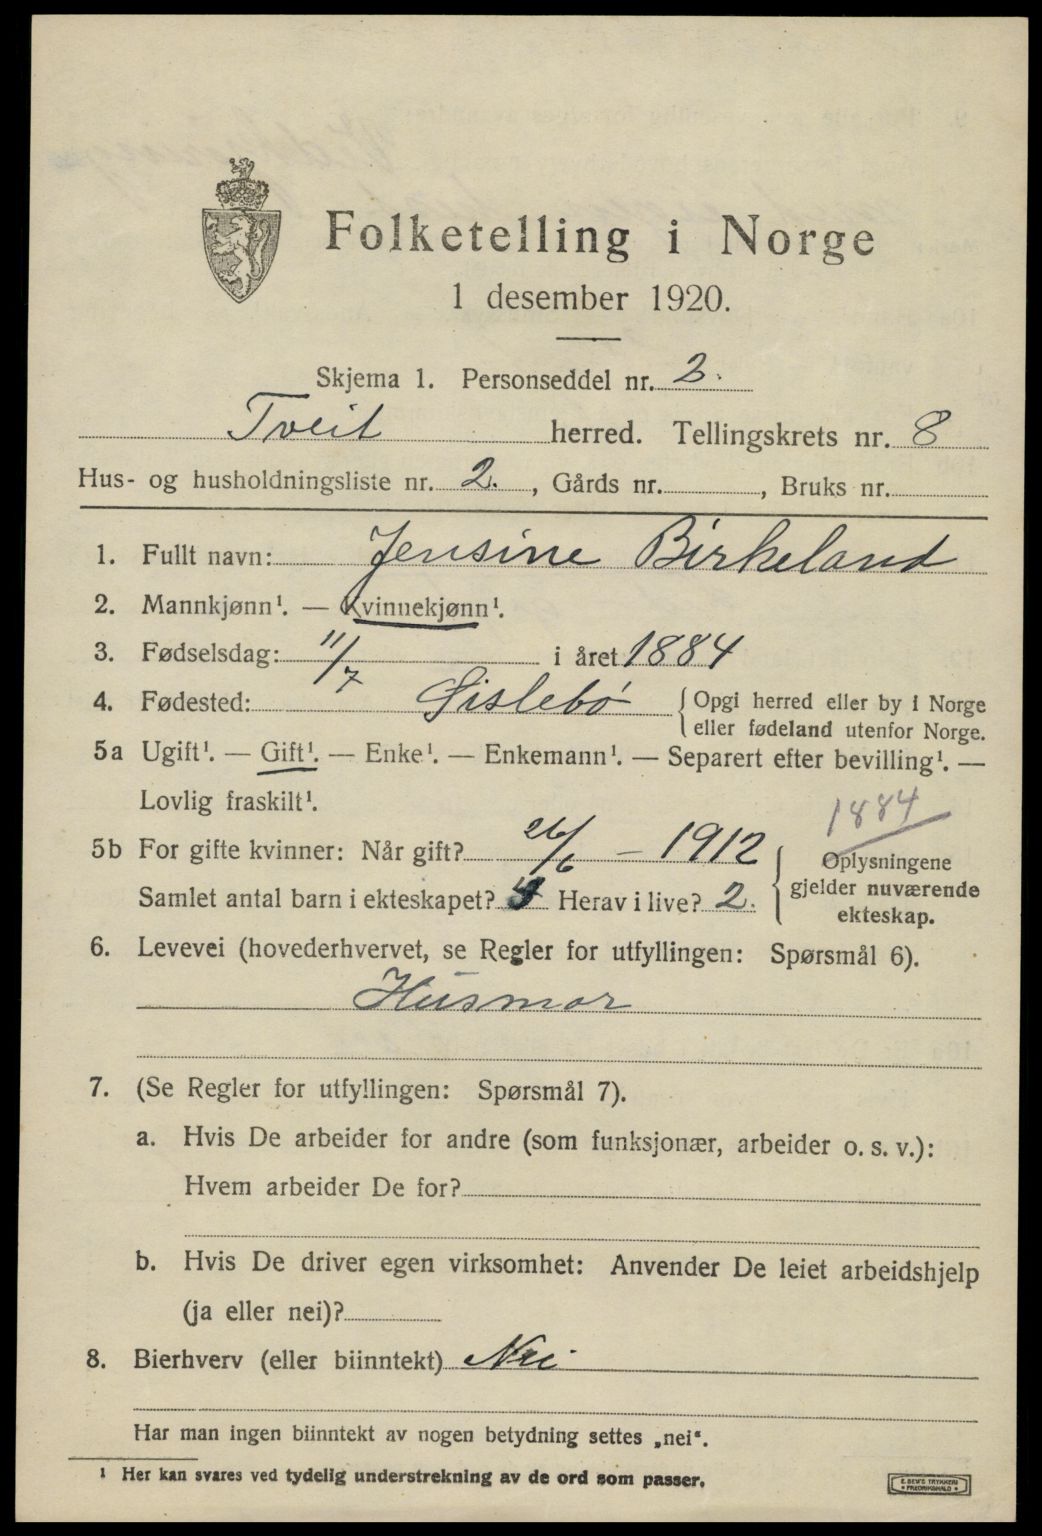 Folketelling i Norge
1 desember 1920.
Skjema 1. Personseddel nr. 2.
Tveit herred. Tellingskrets nr. 8
Hus- og husholdningsliste nr. 2. , Gårds nr. , Bruks nr.
1. Fullt navn: Jensine Birkeland
2. Mannkjønn¹. — Kvinnekjønn¹.
3. Fødselsdag: 11/7 i året 1884
4. Fødested: Øislebó { Opgi herred eller by i Norge
eller fødeland utenfor Norge.
5a Ugift¹. — Gift¹. — Enke¹. — Enkemann¹. — Separert efter bevilling¹. —
Lovlig fraskilt¹.
1884
5b For gifte kvinner: Når gift? 26/6 — 1912 { Oplysningene
gjelder nuværende
ekteskap.
Samlet antal barn i ekteskapet? Herav i live? 2.
6. Levevei (hovederhvervet, se Regler for utfyllingen: Spørsmål 6).
Husmor
7. (Se Regler for utfyllingen: Spørsmål 7).
a. Hvis De arbeider for andre (som funksjonær, arbeider o. s. v.):
Hvem arbeider De for?
b. Hvis De driver egen virksomhet: Anvender De leiet arbeidshjelp
(ja eller nei)?
8. Bierhverv (eller biinntekt) Nei
Har man ingen biinntekt av nogen betydning settes „nei“.
¹ Her kan svares ved tydelig understrekning av de ord som passer.
E. SEM'S TRYKKERI
• FREDRIKSHALD •